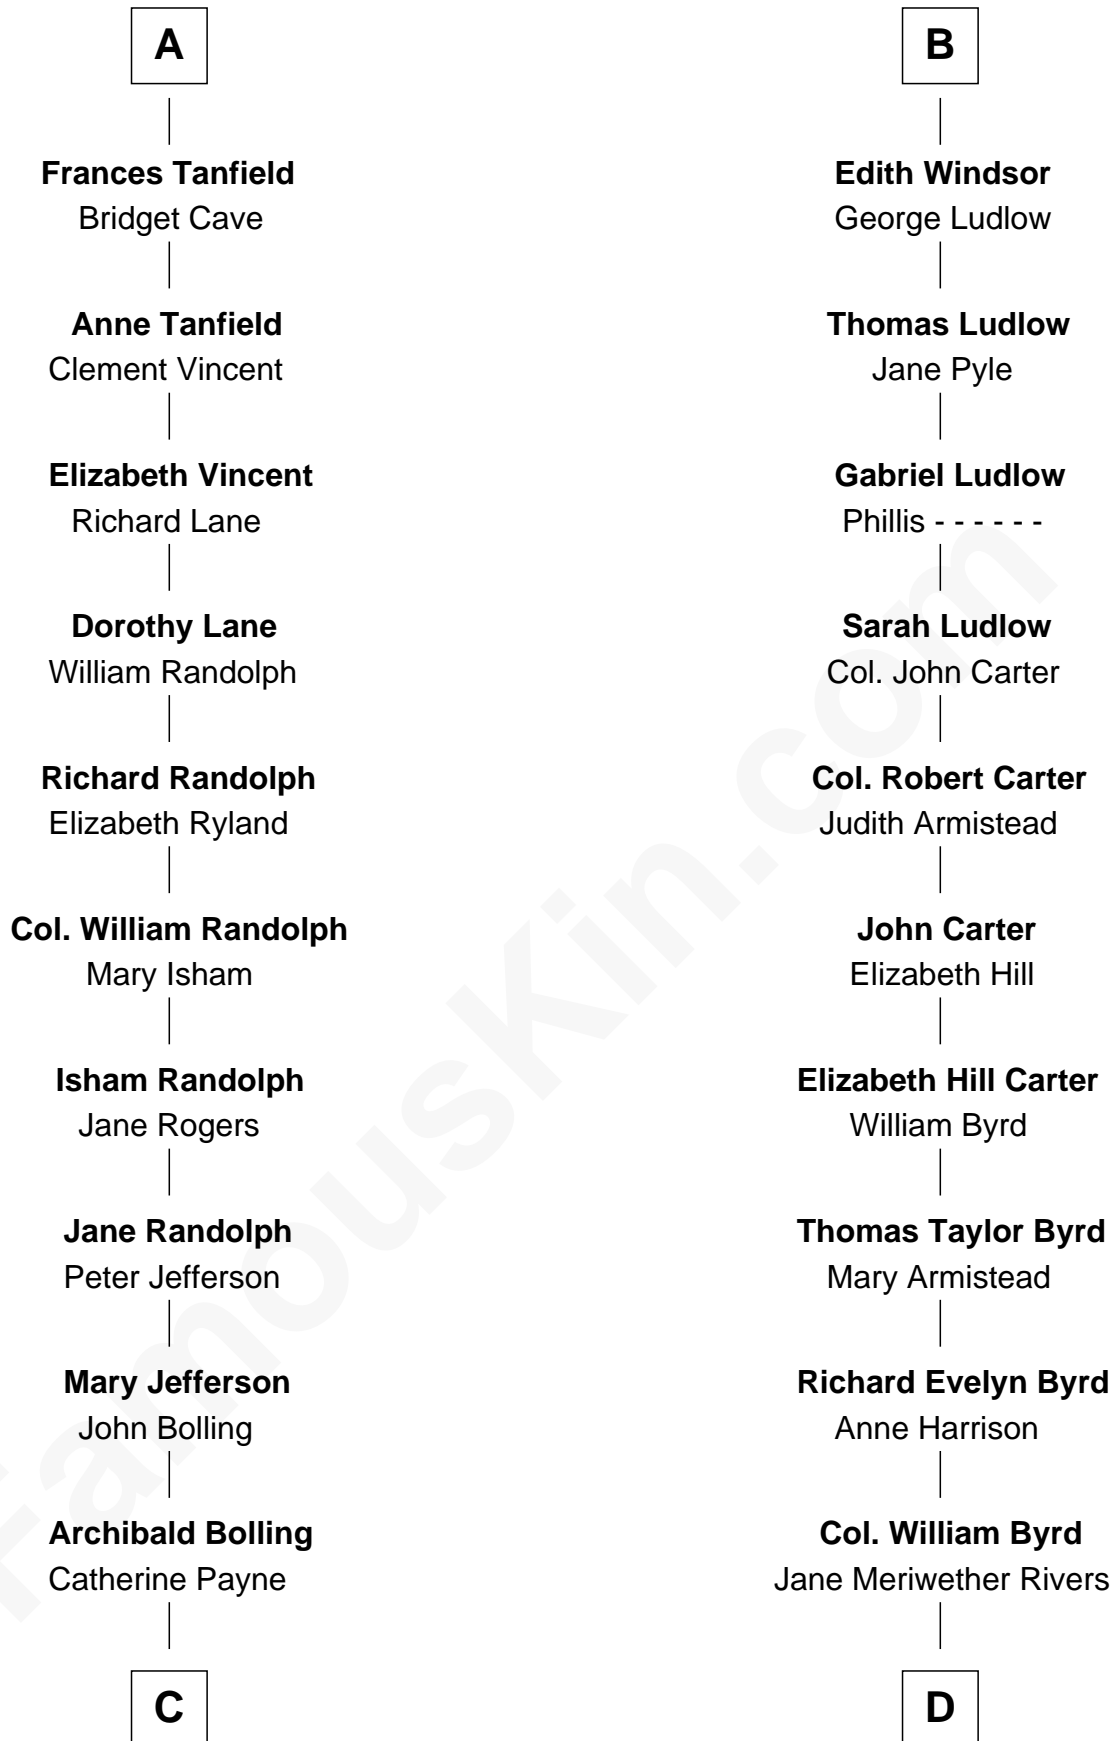 A
Frances Tanfield
Bridget Cave
Anne Tanfield
Clement Vincent
Elizabeth Vincent
Richard Lane
Dorothy Lane
William Randolph
Richard Randolph
Elizabeth Ryland
Col. William Randolph
Mary Isham
Isham Randolph
Jane Rogers
Jane Randolph
Peter Jefferson
Mary Jefferson
John Bolling
Archibald Bolling
Catherine Payne
C
B
Edith Windsor
George Ludlow
Thomas Ludlow
Jane Pyle
Gabriel Ludlow
Phillis - - - - - -
Sarah Ludlow
Col. John Carter
Col. Robert Carter
Judith Armistead
John Carter
Elizabeth Hill
Elizabeth Hill Carter
William Byrd
Thomas Taylor Byrd
Mary Armistead
Richard Evelyn Byrd
Anne Harrison
Col. William Byrd
Jane Meriwether Rivers
D
FamousKin.com